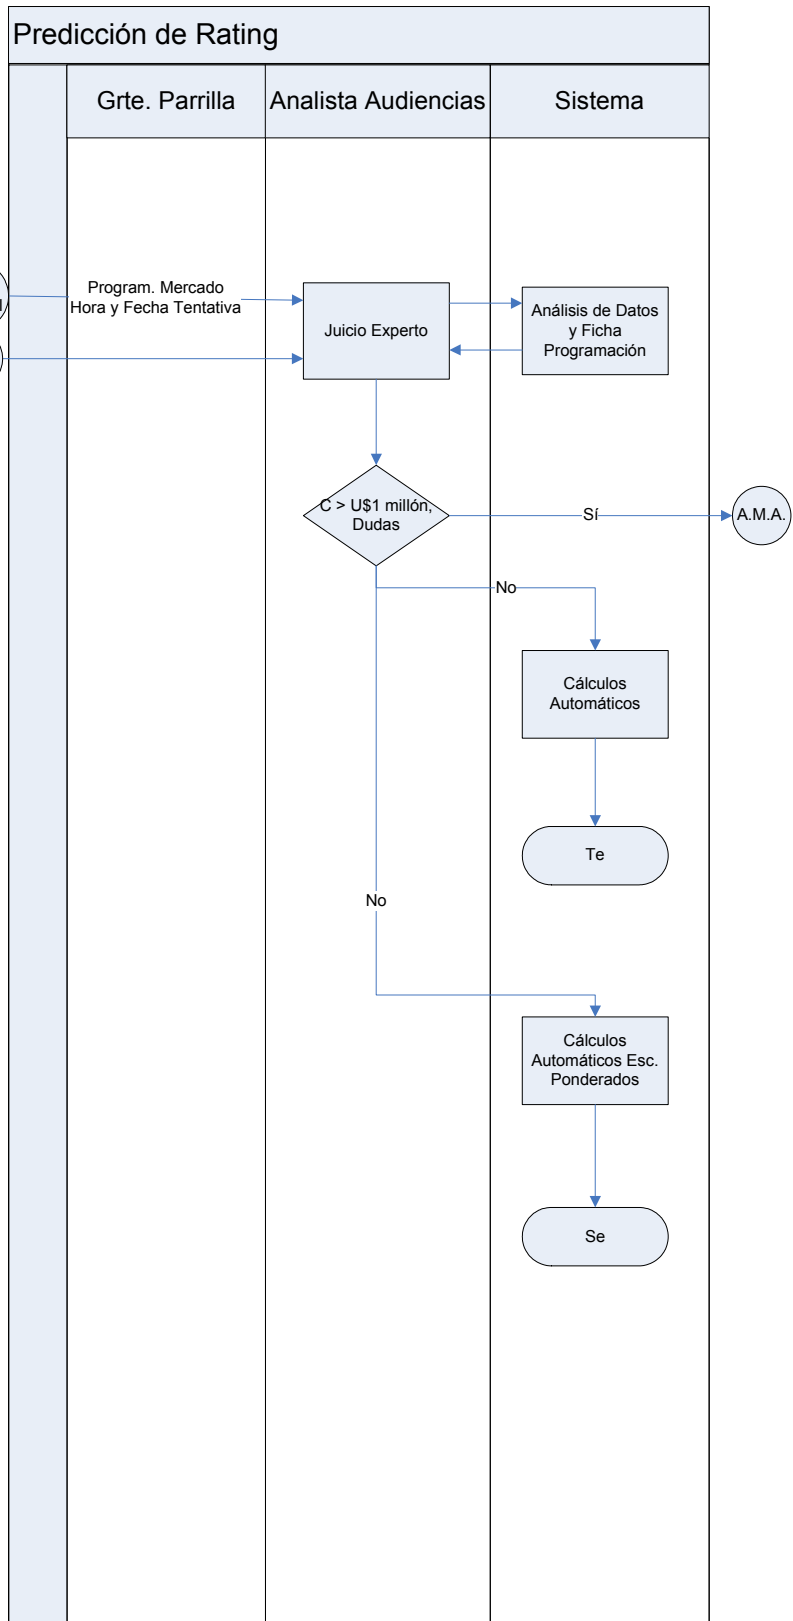 Predicción de Rating
Grte. Parrilla
Analista Audiencias
Sistema
Program. Mercado
Hora y Fecha Tentativa
Juicio Experto
Análisis de Datos
y Ficha
Programación
C > U$1 millón,
Dudas
Sí
A.M.A.
No
Cálculos
Automáticos
Te
No
Cálculos
Automáticos Esc.
Ponderados
Se